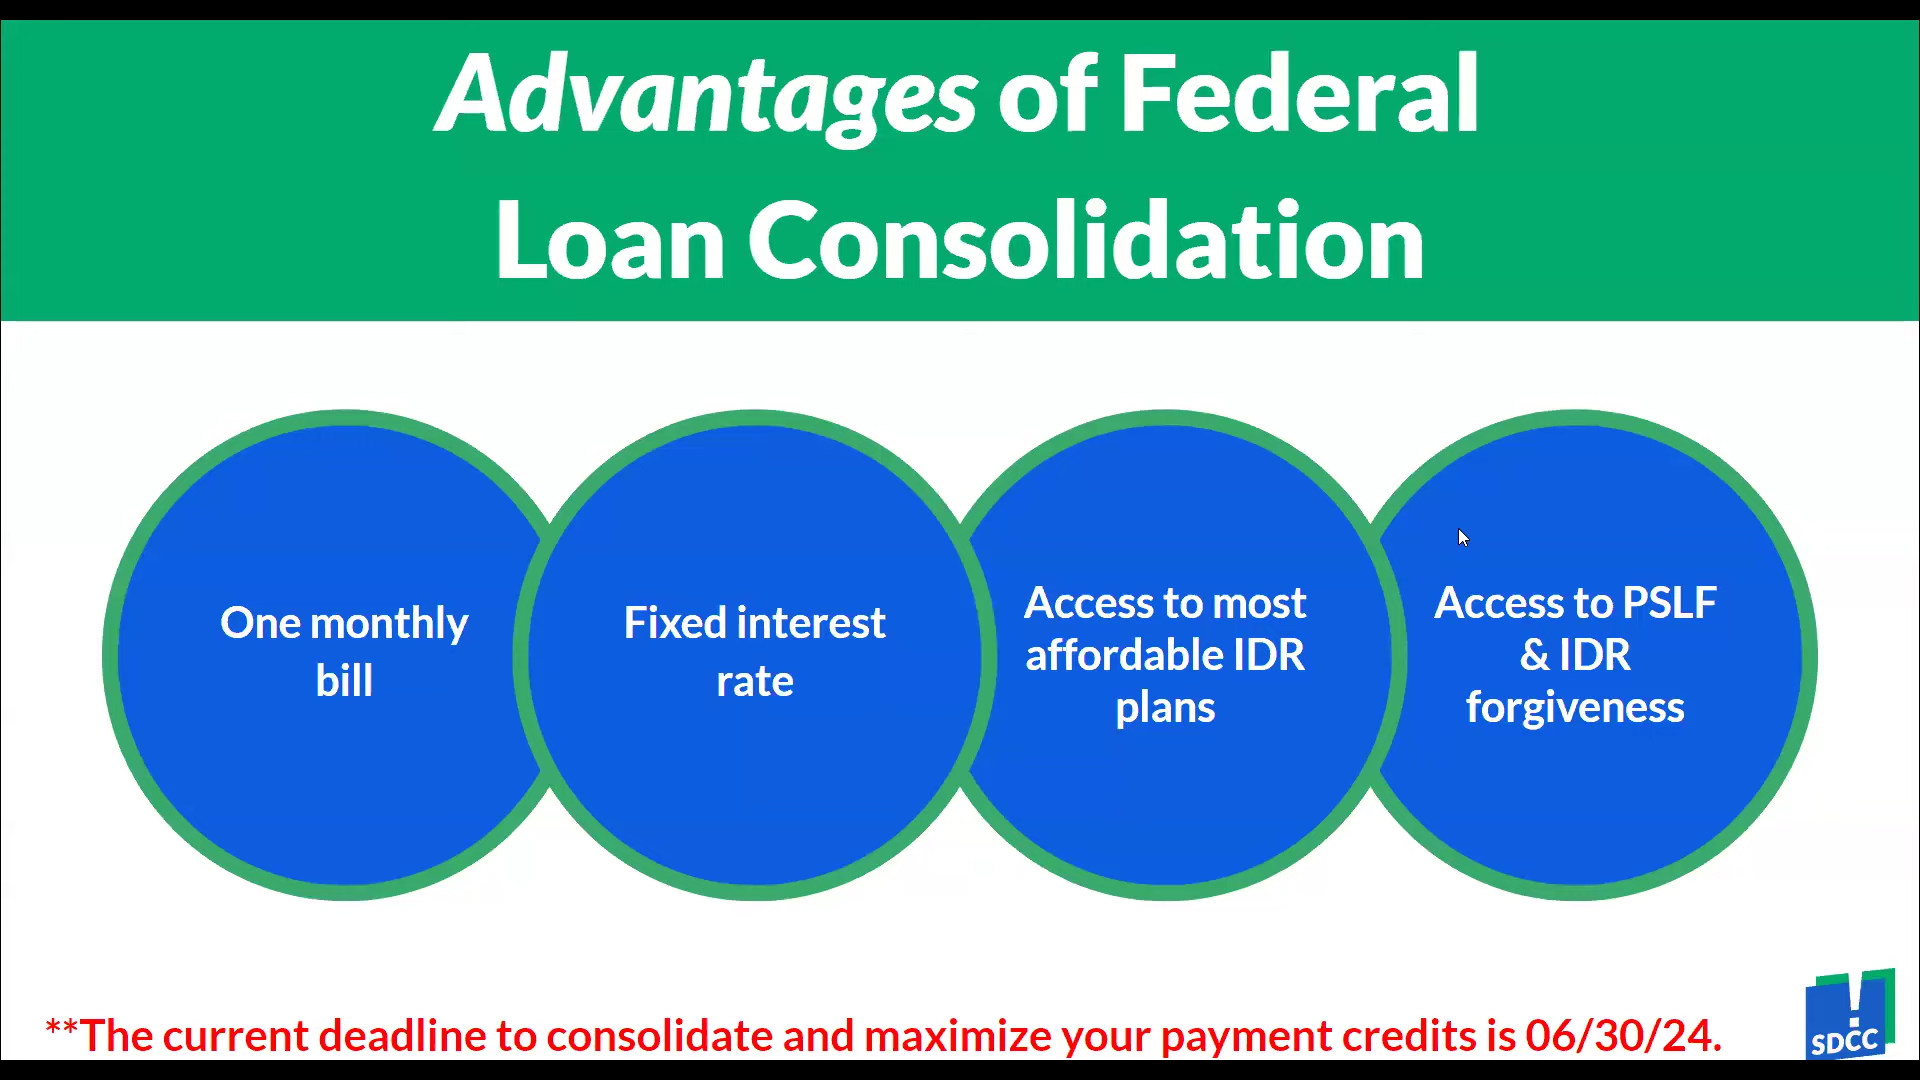 Advantages of Federal
Loan Consolidation
One monthly
bill
Fixed interest
rate
Access to most
affordable IDR
plans
Access to PSLF
& IDR
forgiveness
**The current deadline to consolidate and maximize your payment credits is 06/30/24.
SDCC